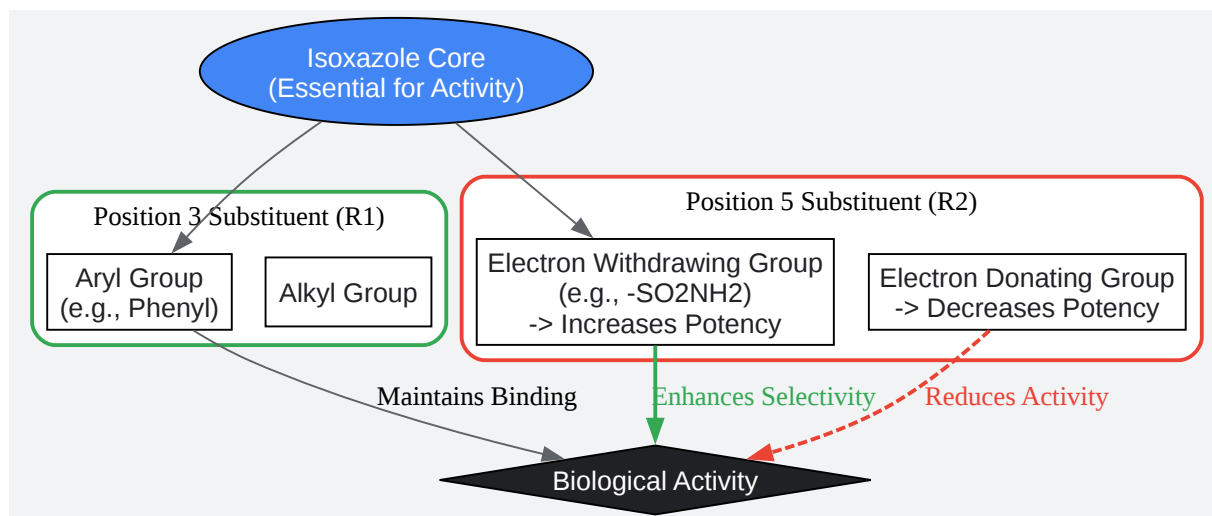 Isoxazole Core
(Essential for Activity)
Position 3 Substituent (R1)
Position 5 Substituent (R2)
Aryl Group
(e.g., Phenyl)
Alkyl Group
Electron Withdrawing Group
(e.g., -SO2NH2)
-> Increases Potency
Electron Donating Group
-> Decreases Potency
Maintains Binding
Enhances Selectivity
Reduces Activity
Biological Activity